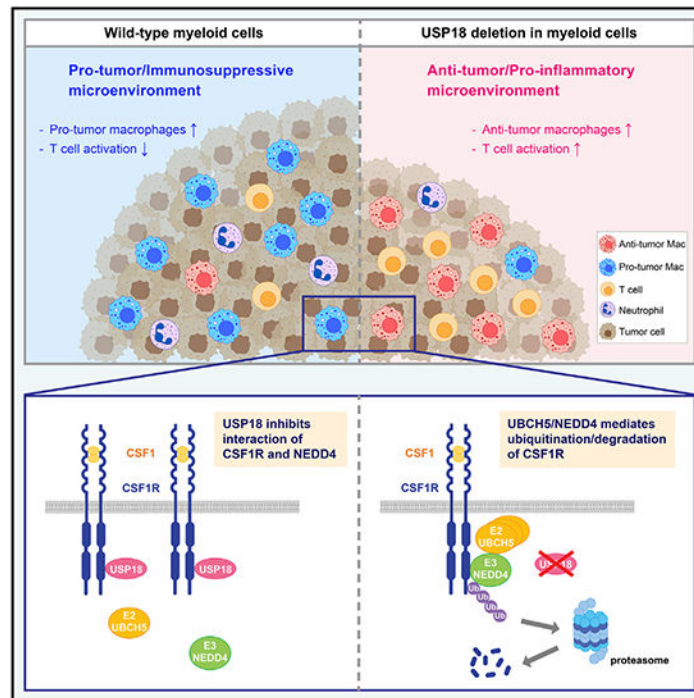 Wild-type myeloid cells
USP18 deletion in myeloid cells
Pro-tumor/Immunosuppressive
microenvironment
- Pro-tumor macrophages ↑
- T cell activation ↓
Anti-tumor/Pro-inflammatory
microenvironment
- Anti-tumor macrophages ↑
- T cell activation ↑
Anti-tumor Mac
Pro-tumor Mac
T cell
Neutrophil
Tumor cell
USP18 inhibits
interaction of
CSF1R and NEDD4
CSF1
CSF1R
USP18
USP18
E2
UBCH5
E3
NEDD4
UBCH5/NEDD4 mediates
ubiquitination/degradation
of CSF1R
CSF1
CSF1R
E2
UBCH5
E3
NEDD4
USP18
Ub
Ub
Ub
Ub
proteasome